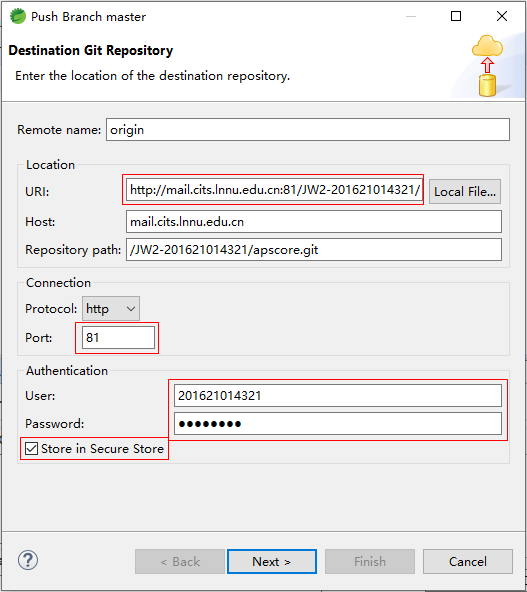 Push Branch master
Destination Git Repository
Enter the location of the destination repository.
Remote name: origin
Location
URI: http://mail.cits.lnnu.edu.cn:81/JW2-201621014321/ Local File...
Host: mail.cits.lnnu.edu.cn
Repository path: /JW2-201621014321/apscore.git
Connection
Protocol: http
Port: 81
Authentication
User: 201621014321
Password: ●●●●●●●●
Store in Secure Store
? < Back Next > Finish Cancel